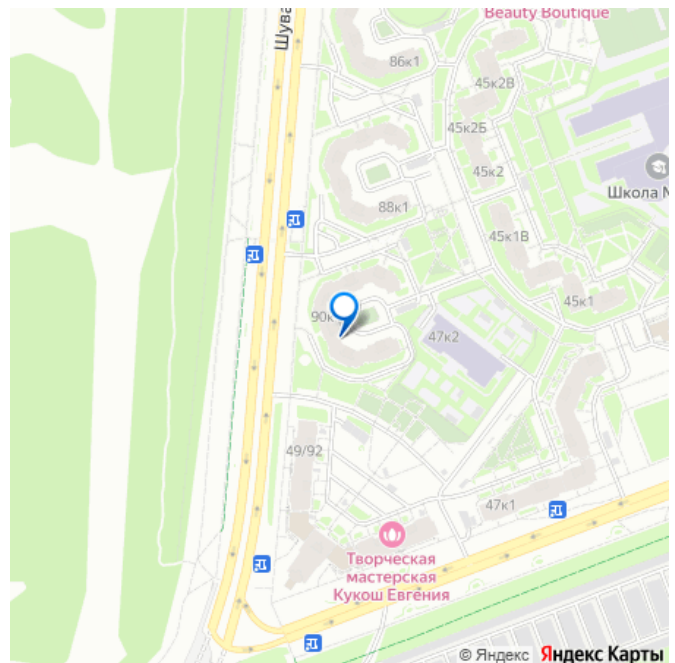 Beauty Boutique
Шува
86к1
45к2В
45к2Б
45к2
Школа №
88к1
45к1В
45к1
90к
47к2
49/92
47к1
Творческая
мастерская
Кукош Евгения
© Яндекс Яндекс Карты